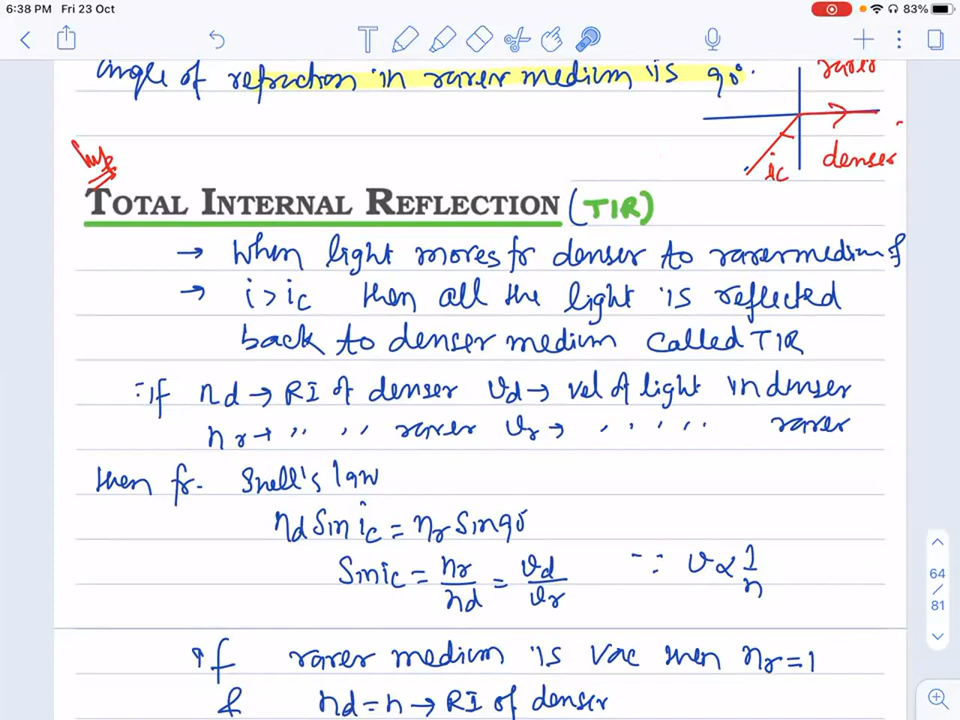 6:38 PM Fri 23 Oct 83%
angle of refraction in rarer medium is 90°.
rarer
denser
ic
Imp
TOTAL INTERNAL REFLECTION (TIR)
→ When light moves fr denser to rarer medium &
→ i > ic then all the light is reflected
back to denser medium called TIR
∵ if nd → RI of denser vd → vel of light in denser
nr → ,, ,, rarer vr → ,, ,, ,, rarer
then fr. Snell's law
nd Sin ic = nr Sin 90°
Sin ic = nr/nd = vd/vr ∵ v ∝ 1/n
64
/
81
if rarer medium is vac then nr = 1
& nd = n → RI of denser